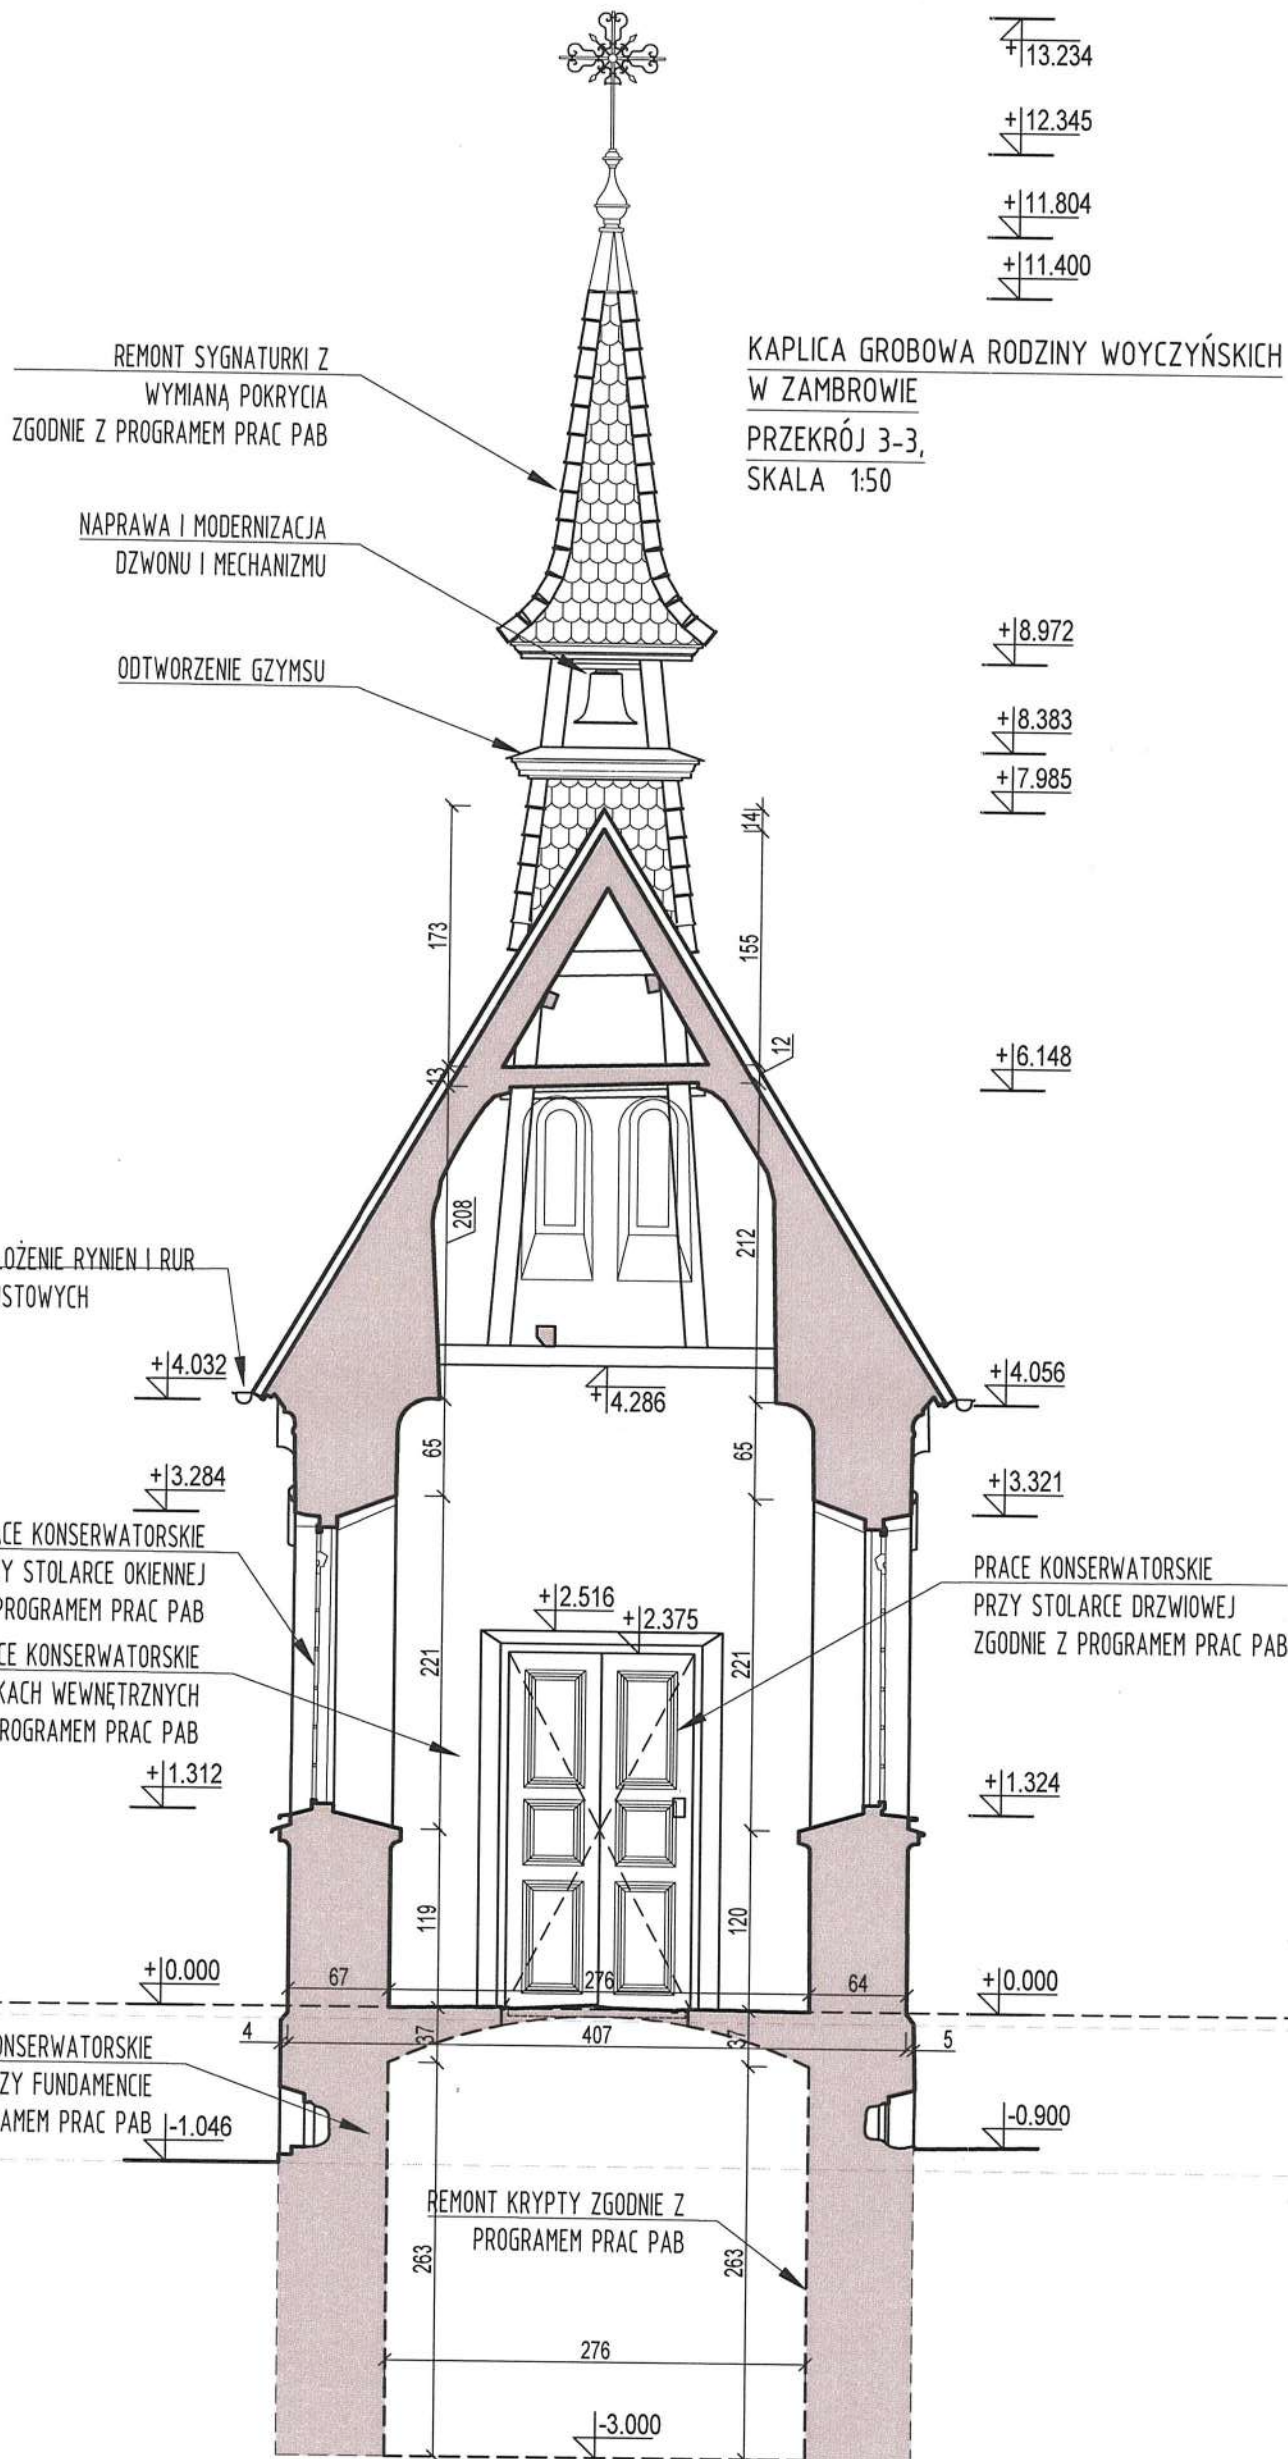 +13.234
+12.345
+11.804
+11.400
KAPLICA GROBOWA RODZINY WOYCZYŃSKICH
W ZAMBROWIE
PRZEKRÓJ 3-3,
SKALA 1:50
REMONT SYGNATURKI Z
WYMIANĄ POKRYCIA
ZGODNIE Z PROGRAMEM PRAC PAB
NAPRAWA I MODERNIZACJA
DZWONU I MECHANIZMU
ODTWORZENIE GZYMSU
+8.972
+8.383
+7.985
14
173
155
12
13
+6.148
208
212
OŻENIE RYNIEN I RUR
STOWYCH
+4.032
+4.286
+4.056
65
65
+3.284
+3.321
CE KONSERWATORSKIE
Y STOLARCE OKIENNEJ
PROGRAMEM PRAC PAB
CE KONSERWATORSKIE
KACH WEWNĘTRZNYCH
ROGRAMEM PRAC PAB
+2.516
+2.375
PRACE KONSERWATORSKIE
PRZY STOLARCE DRZWIOWEJ
ZGODNIE Z PROGRAMEM PRAC PAB
221
221
+1.312
+1.324
119
120
+0.000
67
276
64
+0.000
4
37
407
37
5
ONSERWATORSKIE
ZY FUNDAMENCIE
AMEM PRAC PAB
-1.046
-0.900
REMONT KRYPTY ZGODNIE Z
PROGRAMEM PRAC PAB
263
263
276
-3.000